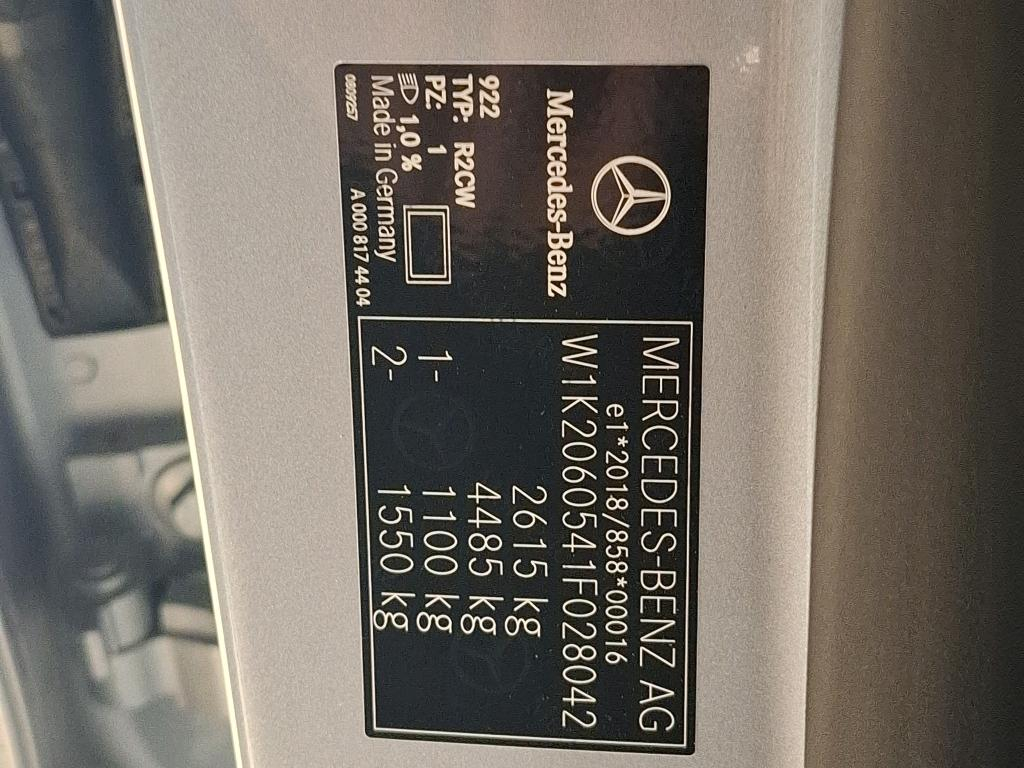 Mercedes-Benz
922
TYP: R2CW
PZ: 1
1,0 %
Made in Germany
A 000 817 44 04
MERCEDES-BENZ AG
e1*2018/858*00016
W1K2060541F028042
2615 kg
4485 kg
1- 1100 kg
2- 1550 kg